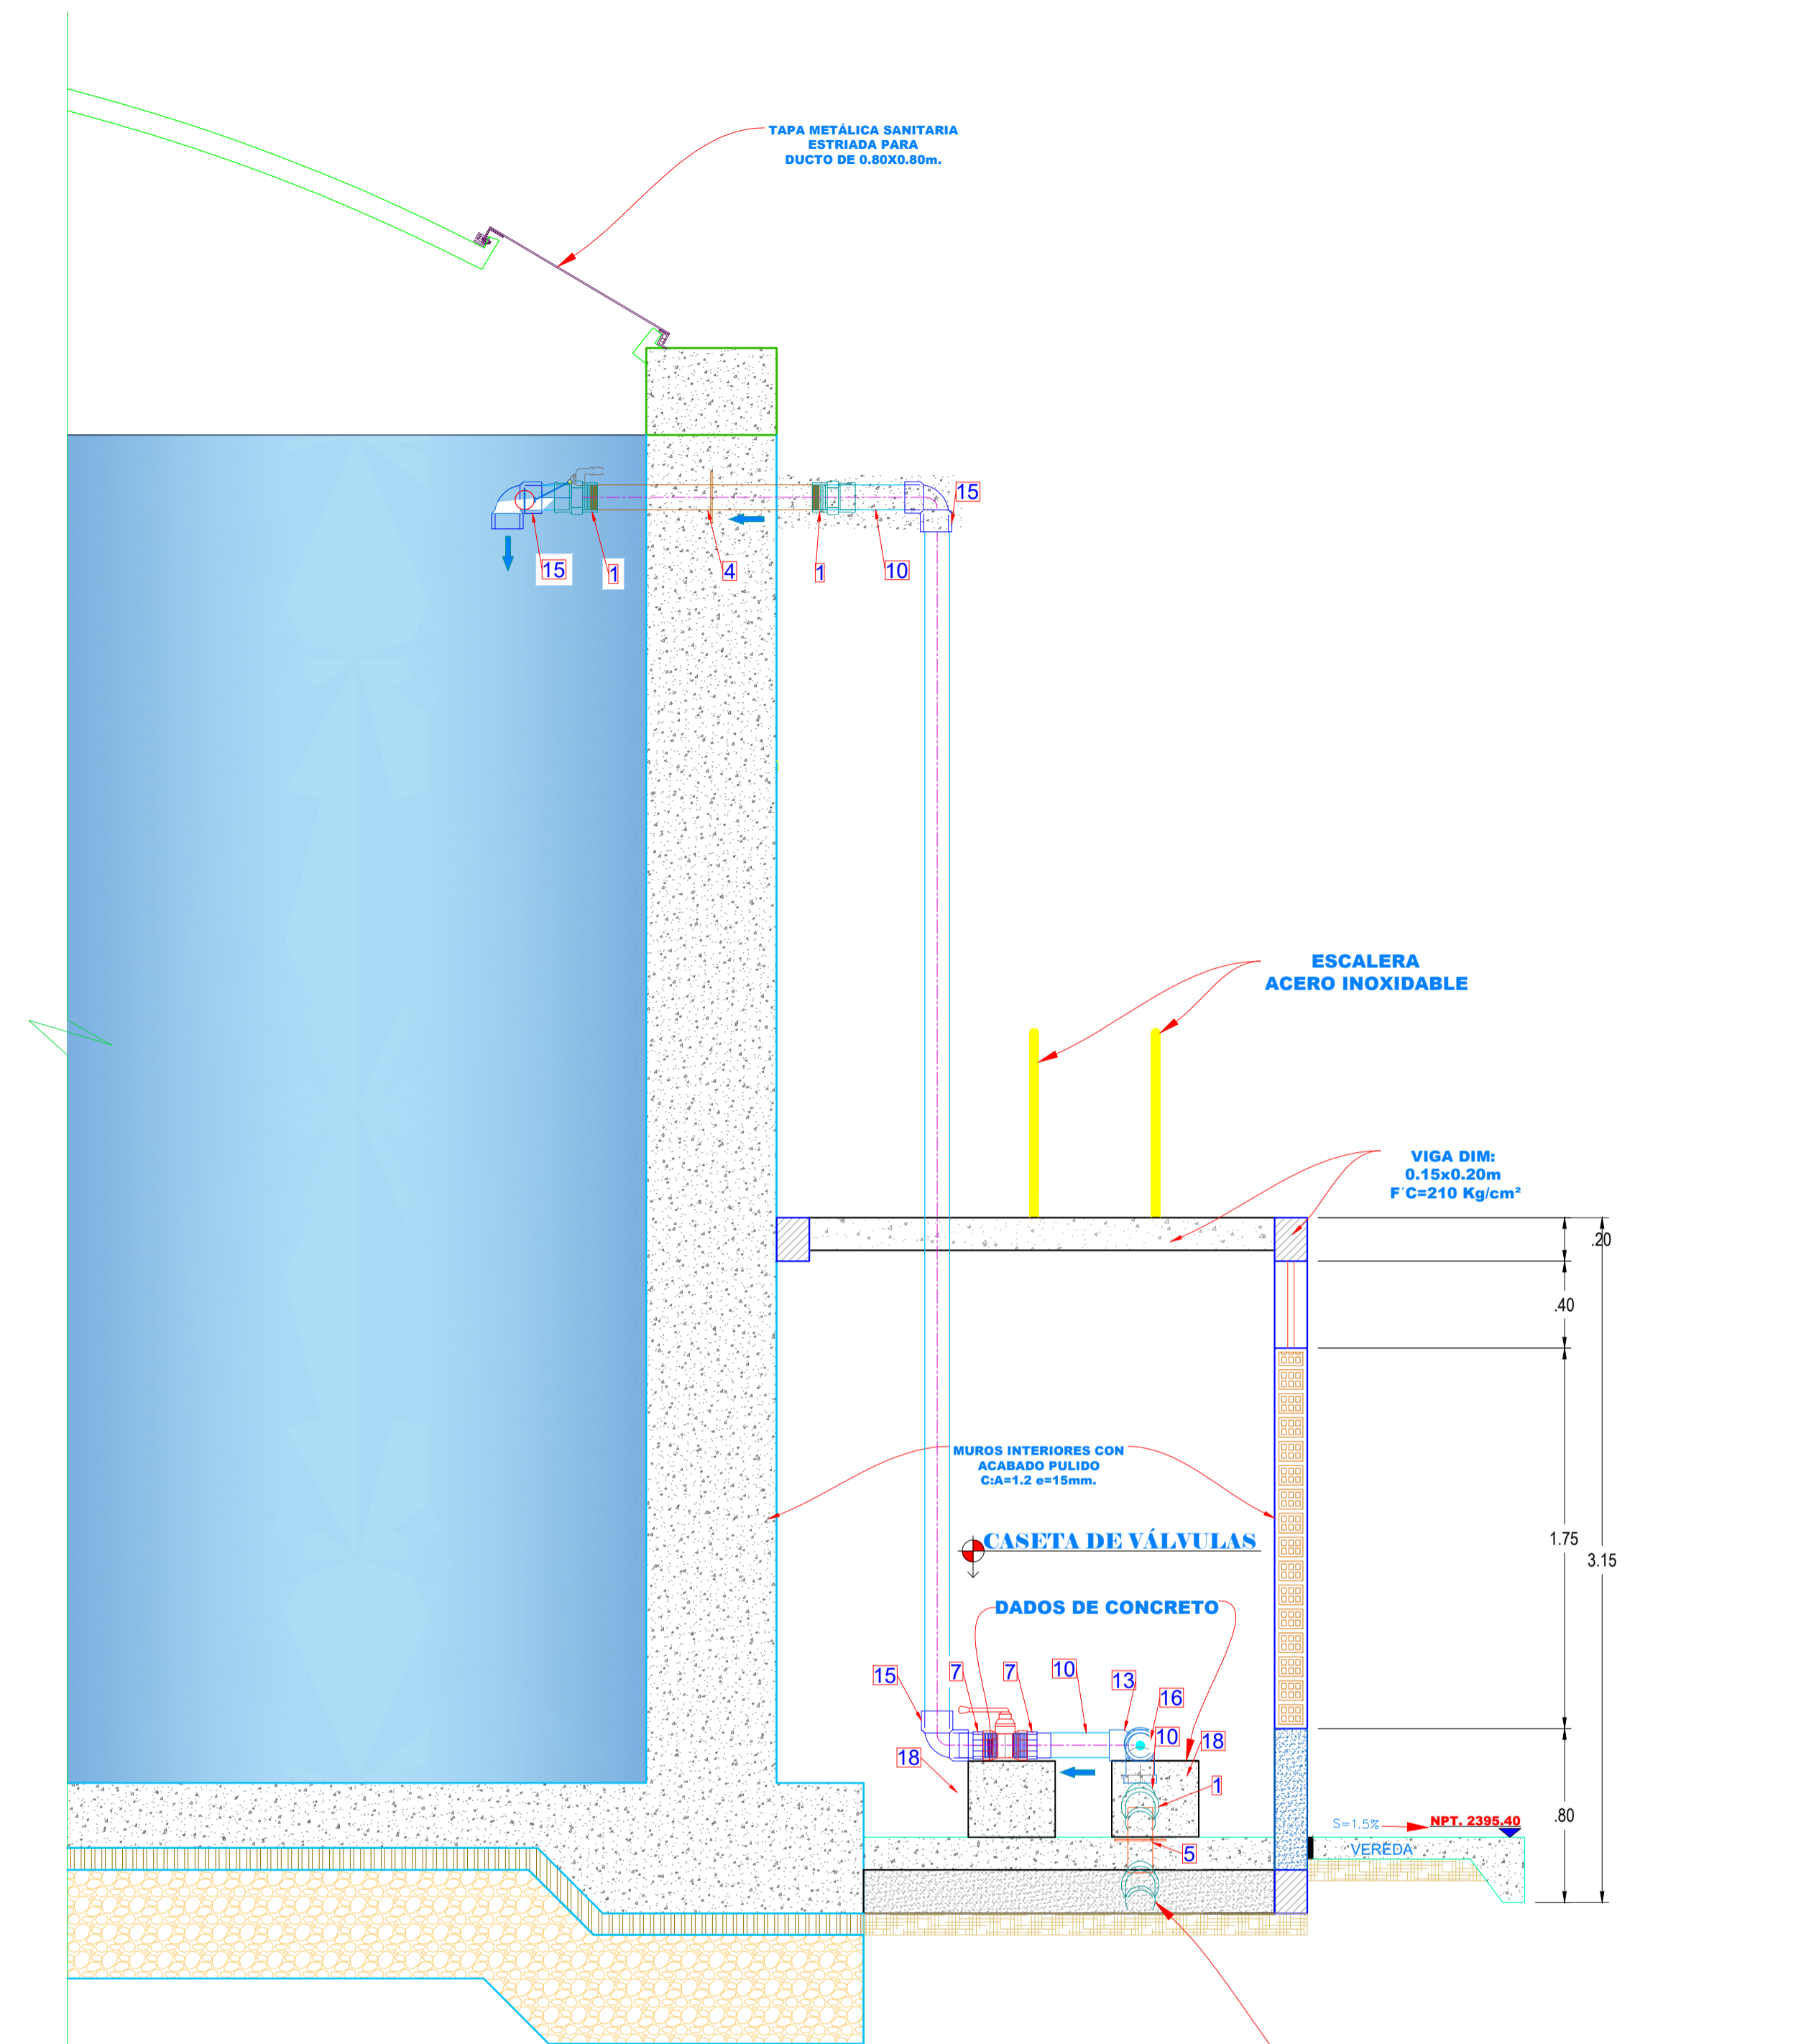 TAPA METÁLICA SANITARIA
ESTRIADA PARA
DUCTO DE 0.80X0.80m.
15
15
1
4
1
10
ESCALERA
ACERO INOXIDABLE
VIGA DIM:
0.15x0.20m
F´C=210 Kg/cm²
.20
.40
MUROS INTERIORES CON
ACABADO PULIDO
C:A=1.2 e=15mm.
CASETA DE VÁLVULAS
1.75
3.15
DADOS DE CONCRETO
15
7
7
10
13
16
10
18
18
1
5
S=1.5%
NPT. 2395.40
.80
VEREDA